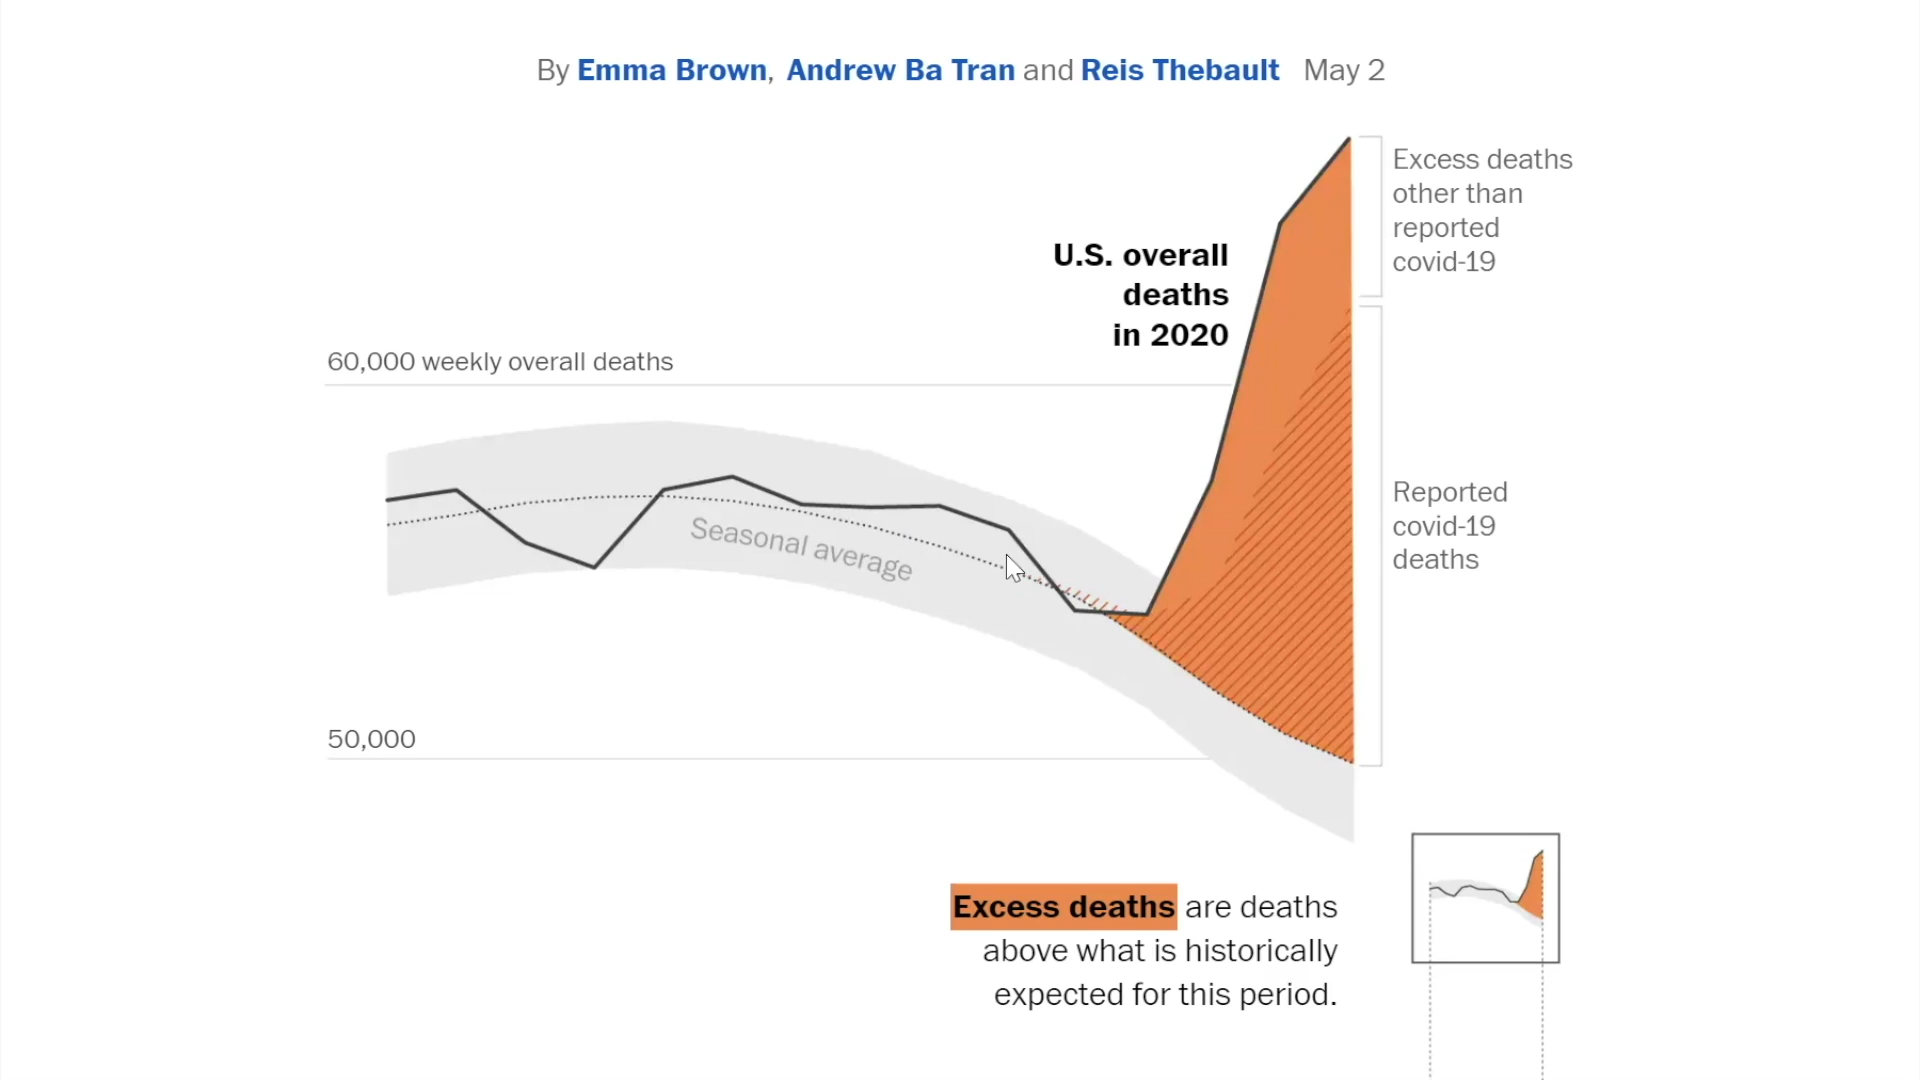 By Emma Brown, Andrew Ba Tran and Reis Thebault May 2
Excess deaths
other than
reported
covid-19
U.S. overall
deaths
in 2020
60,000 weekly overall deaths
Seasonal average
Reported
covid-19
deaths
50,000
Excess deaths are deaths
above what is historically
expected for this period.